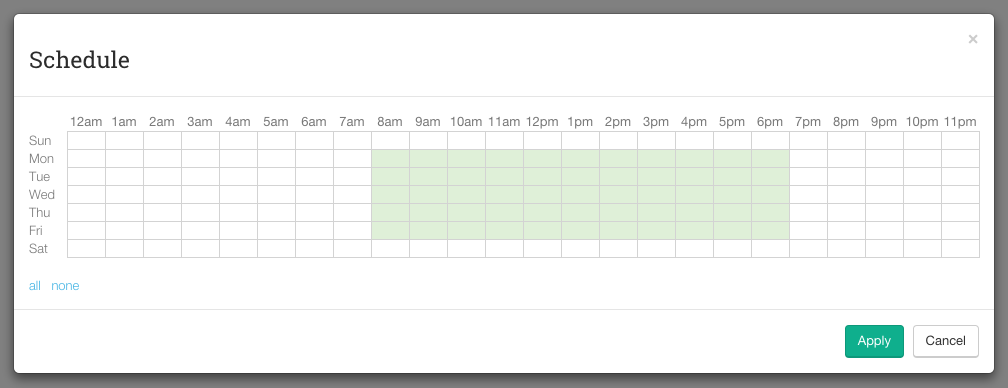 ×
Schedule
12am 1am 2am 3am 4am 5am 6am 7am 8am 9am 10am 11am 12pm 1pm 2pm 3pm 4pm 5pm 6pm 7pm 8pm 9pm 10pm 11pm
Sun
Mon
Tue
Wed
Thu
Fri
Sat
all none
Apply Cancel